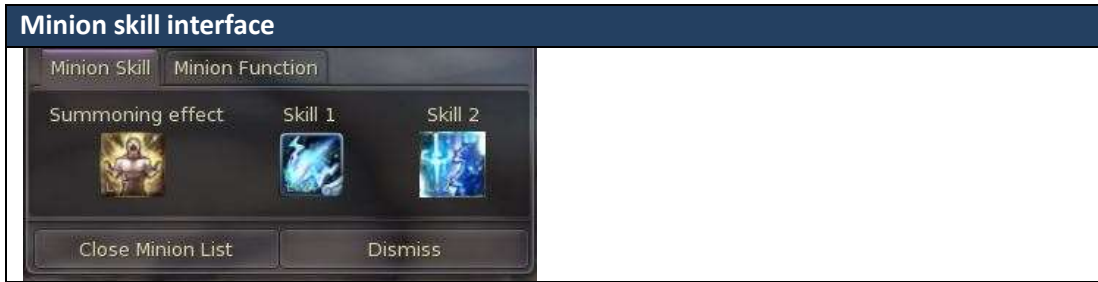 Minion skill interface
Minion Skill Minion Function
Summoning effect Skill 1 Skill 2
Close Minion List Dismiss